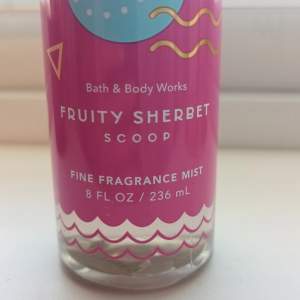 Bath & Body Works
FRUITY SHERBET
SCOOP
FINE FRAGRANCE MIST
8 FL OZ / 236 mL